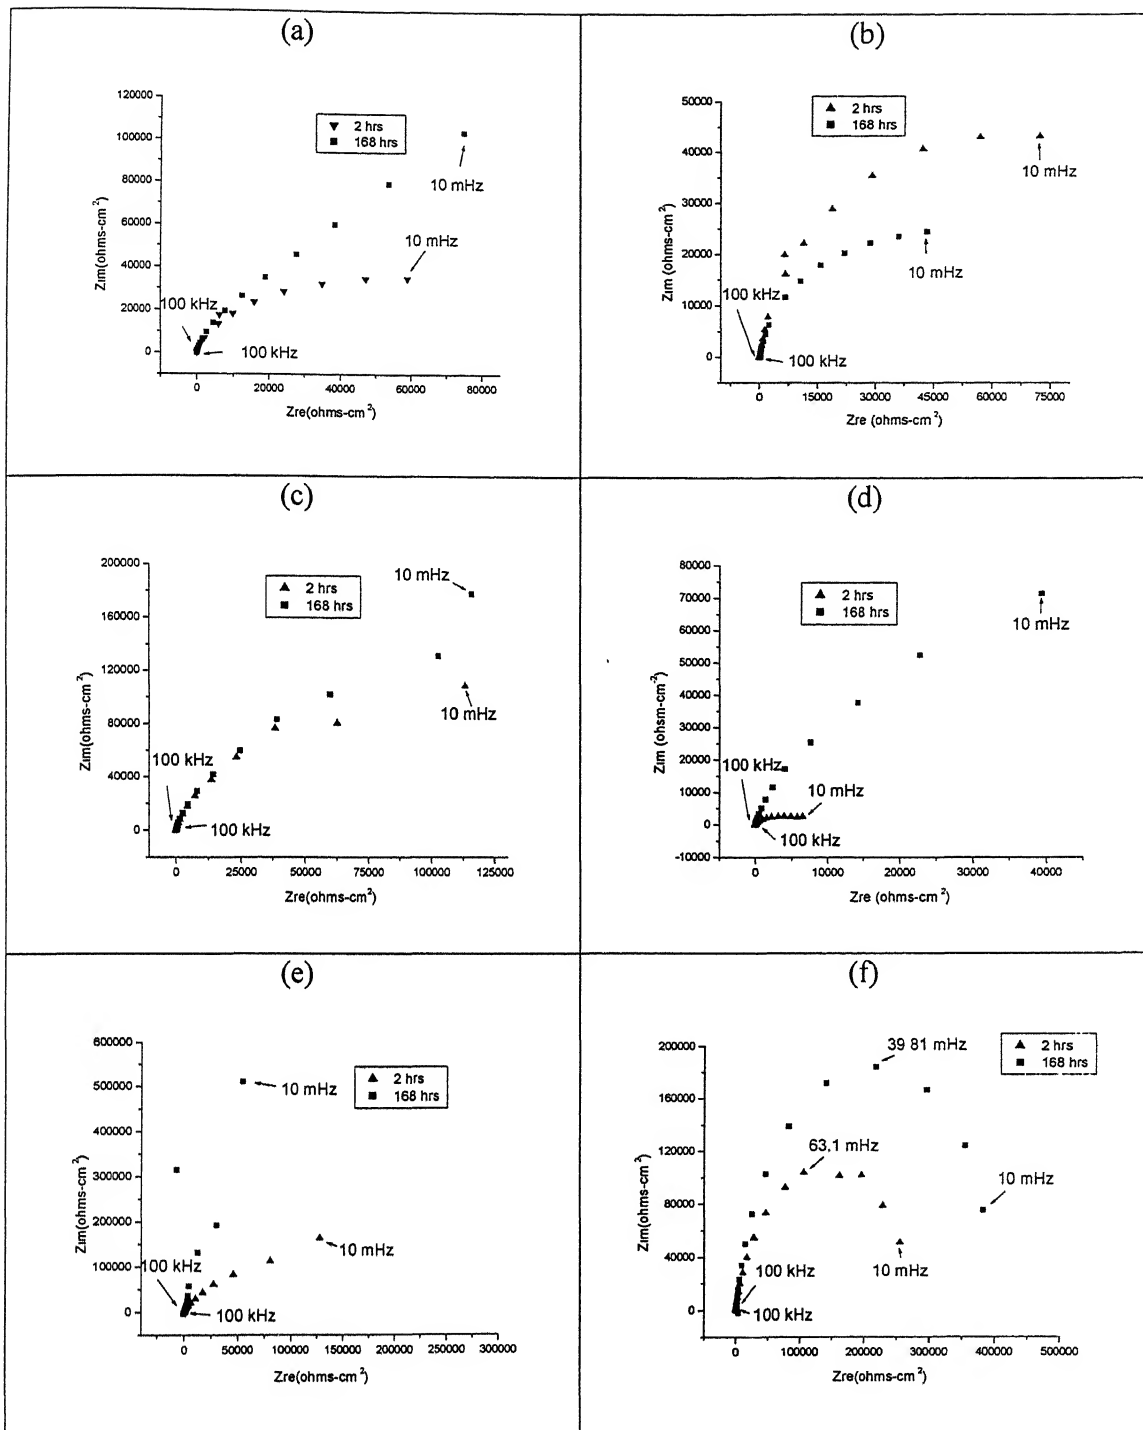 (a)
120000
100000
80000
60000
40000
20000
0
Zim(ohms-cm²)
2 hrs
168 hrs
10 mHz
10 mHz
100 kHz
100 kHz
0 20000 40000 60000 80000
Zre(ohms-cm²)
(b)
50000
40000
30000
20000
10000
0
Zim (ohms-cm²)
2 hrs
168 hrs
10 mHz
10 mHz
100 kHz
100 kHz
0 15000 30000 45000 60000 75000
Zre (ohms-cm²)
(c)
200000
160000
120000
80000
40000
0
Zim(ohms-cm²)
2 hrs
168 hrs
10 mHz
10 mHz
100 kHz
100 kHz
0 25000 50000 75000 100000 125000
Zre(ohms-cm²)
(d)
80000
70000
60000
50000
40000
30000
20000
10000
0
-10000
Zim (ohsm-cm⁻²)
2 hrs
168 hrs
10 mHz
100 kHz
10 mHz
100 kHz
0 10000 20000 30000 40000
Zre (ohms-cm²)
(e)
600000
500000
400000
300000
200000
100000
0
Zim(ohms-cm²)
2 hrs
168 hrs
10 mHz
10 mHz
100 kHz
100 kHz
0 50000 100000 150000 200000 250000 300000
Zre(ohms-cm²)
(f)
200000
160000
120000
80000
40000
0
Zim(ohms-cm²)
2 hrs
168 hrs
39 81 mHz
63.1 mHz
10 mHz
10 mHz
100 kHz
100 kHz
0 100000 200000 300000 400000 500000
Zre(ohms-cm²)